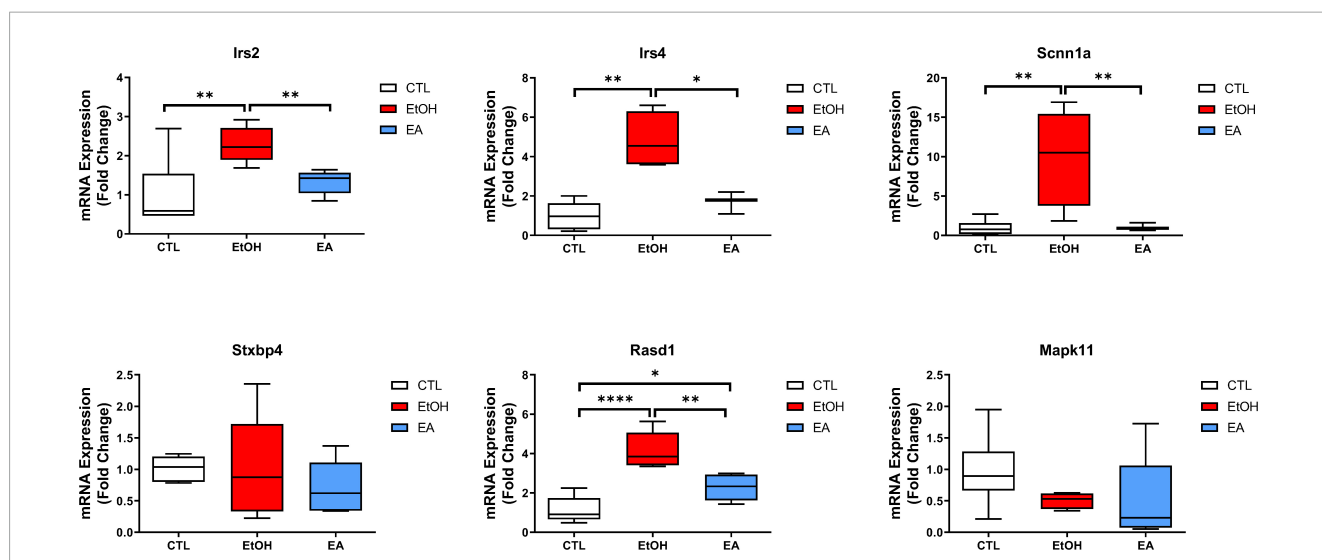 Irs2
mRNA Expression
(Fold Change)
4
3
2
1
0
** **
CTL EtOH EA
CTL
EtOH
EA
Irs4
mRNA Expression
(Fold Change)
8
6
4
2
0
** *
CTL EtOH EA
CTL
EtOH
EA
Scnn1a
mRNA Expression
(Fold Change)
20
15
10
5
0
** **
CTL EtOH EA
CTL
EtOH
EA
Stxbp4
mRNA Expression
(Fold Change)
2.5
2.0
1.5
1.0
0.5
0.0
CTL EtOH EA
CTL
EtOH
EA
Rasd1
mRNA Expression
(Fold Change)
8
6
4
2
0
*
**** **
CTL EtOH EA
CTL
EtOH
EA
Mapk11
mRNA Expression
(Fold Change)
2.5
2.0
1.5
1.0
0.5
0.0
CTL EtOH EA
CTL
EtOH
EA